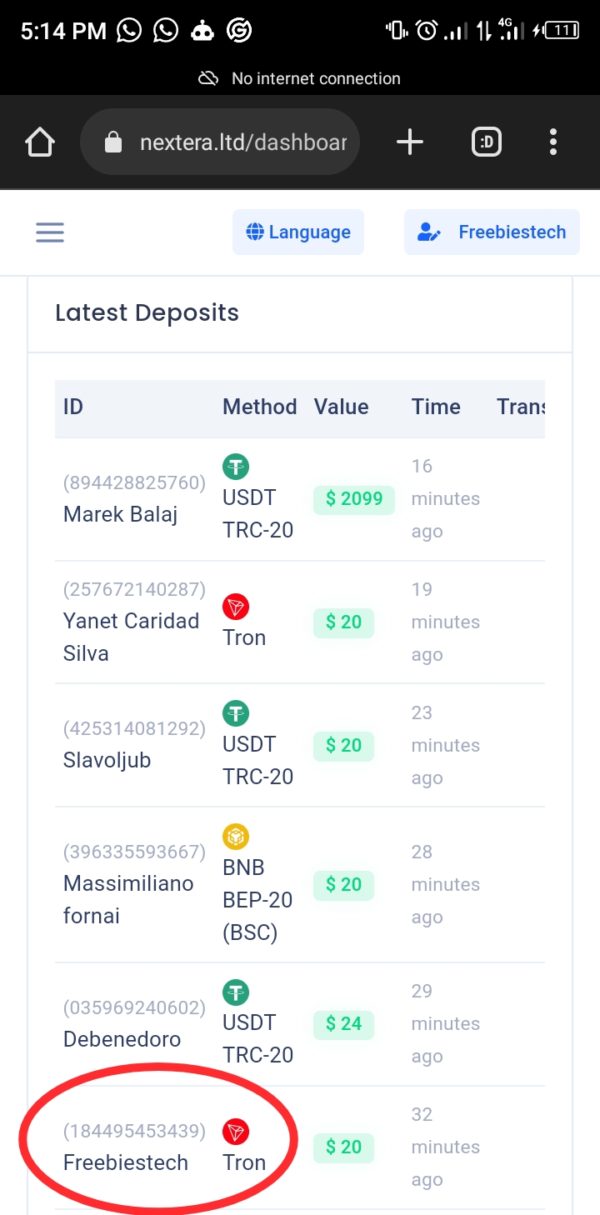 5:14 PM 4G 11
No internet connection
nextera.ltd/dashboar :D
Language Freebiestech
Latest Deposits
ID Method Value Time Trans
(894428825760) Marek Balaj USDT TRC-20 $ 2099 16 minutes ago
(257672140287) Yanet Caridad Silva Tron $ 20 19 minutes ago
(425314081292) Slavoljub USDT TRC-20 $ 20 23 minutes ago
(396335593667) Massimiliano fornai BNB BEP-20 (BSC) $ 20 28 minutes ago
(035969240602) Debenedoro USDT TRC-20 $ 24 29 minutes ago
(184495453439) Freebiestech Tron $ 20 32 minutes ago